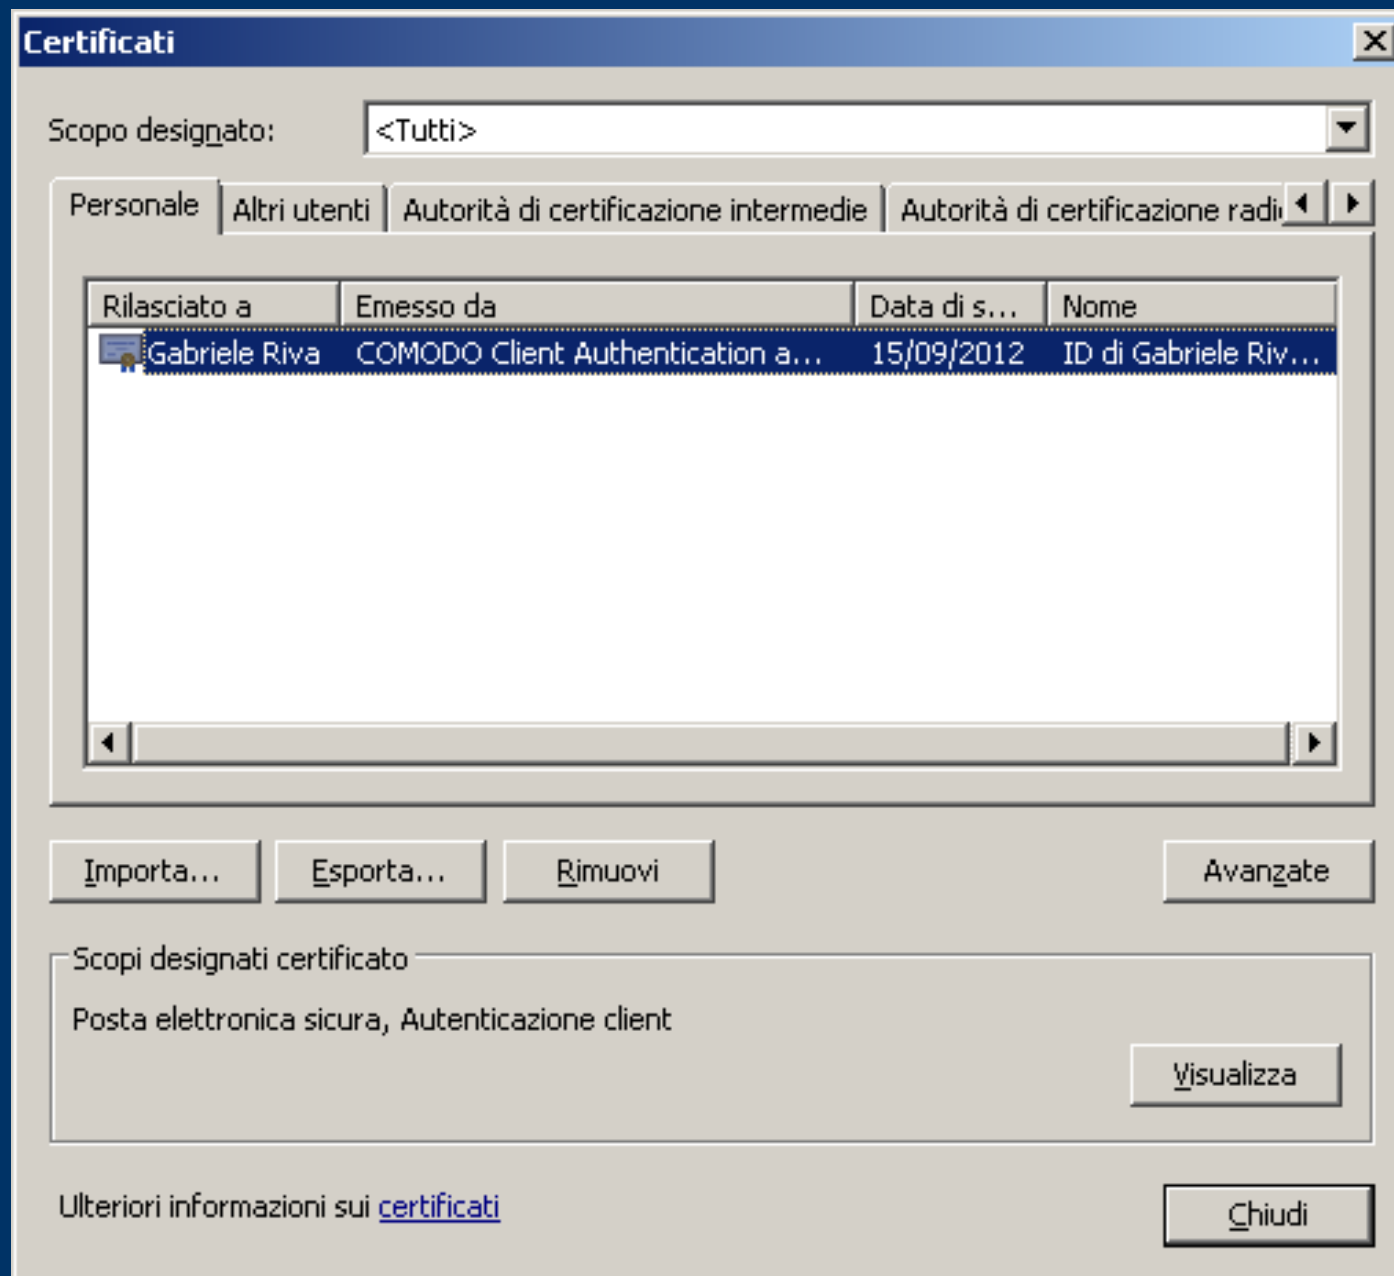 Certificati
Scopo designato: <Tutti>
Personale Altri utenti Autorità di certificazione intermedie Autorità di certificazione radi
Rilasciato a Emesso da Data di s... Nome
Gabriele Riva COMODO Client Authentication a... 15/09/2012 ID di Gabriele Riv...
Importa... Esporta... Rimuovi Avanzate
Scopi designati certificato
Posta elettronica sicura, Autenticazione client
Visualizza
Ulteriori informazioni sui certificati
Chiudi